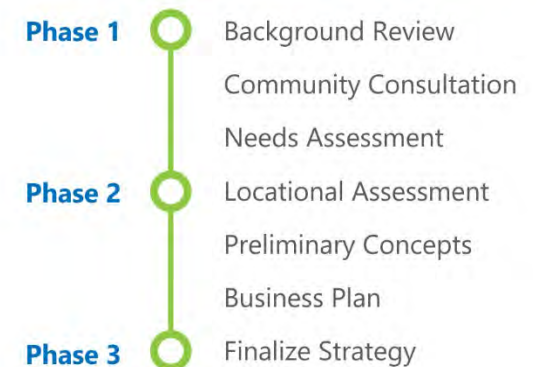 Phase 1 Background Review
Community Consultation
Needs Assessment
Phase 2 Locational Assessment
Preliminary Concepts
Business Plan
Phase 3 Finalize Strategy